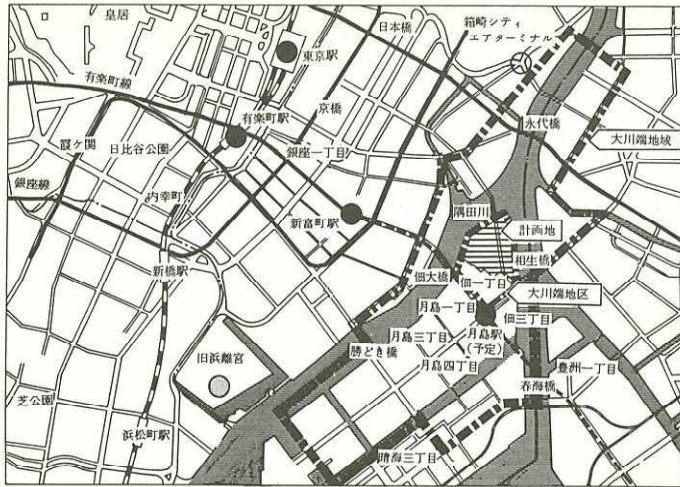 皇居
日本橋
箱崎シティ
エアターミナル
東京駅
有楽町線
有楽町駅
京橋
永代橋
大川端地域
霞ケ関
日比谷公園
銀座一丁目
銀座線
内幸町
隅田川
計画地
新富町駅
相生橋
新橋駅
佃大橋
佃一丁目
大川端地区
月島一丁目
佃三丁目
月島駅
(予定)
月島三丁目
勝どき橋
月島四丁目
豊洲一丁目
旧浜離宮
春海橋
芝公園
浜松町駅
晴海三丁目